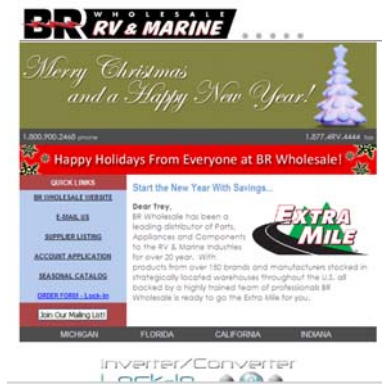 BR WHOLESALE
RV & MARINE
Merry Christmas
and a Happy New Year!
1.800.900.2468 phone
1.877.4RV.4444 fax
Happy Holidays From Everyone at BR Wholesale!
QUICK LINKS
BR WHOLESALE WEBSITE
E-MAIL US
SUPPLIER LISTING
ACCOUNT APPLICATION
SEASONAL CATALOG
ORDER FORM - Lock-In
Join Our Mailing List!
Start the New Year With Savings...
Dear Trey,
BR Wholesale has been a
leading distributor of Parts,
Appliances and Components
to the RV & Marine Industries
for over 20 year. With
products from over 150 brands and manufacturers stocked in
strategically located warehouses throughout the U.S. all
backed by a highly trained team of professionals BR
Wholesale is ready to go the Extra Mile for you.
EXTRA
MILE
MICHIGAN FLORIDA CALIFORNIA INDIANA
Inverter/Converter
Lock-In